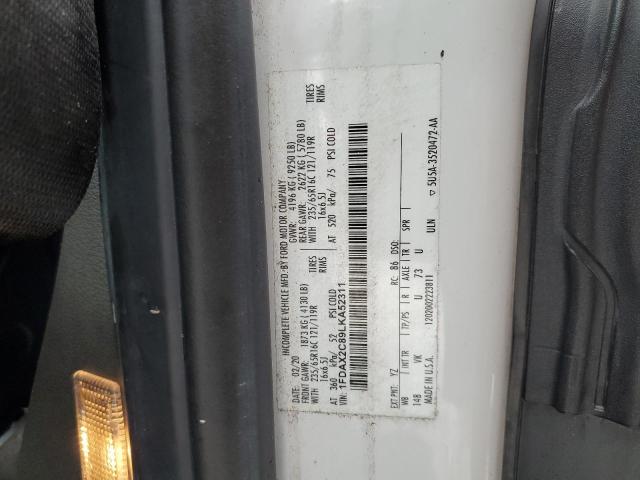 INCOMPLETE VEHICLE MFD.-BY FORD MOTOR COMPANY
DATE: 02/20 GVWR: 4196 KG ( 9250 LB)
FRONT GAWR: 1873 KG ( 4130 LB) REAR GAWR: 2622 KG ( 5780 LB)
WITH 235/65R16C 121/119R TIRES WITH 235/65R16C 121/119R TIRES
16x6.5J RIMS 16x6.5J RIMS
AT 360 kPa/ 52 PSI COLD AT 520 kPa/ 75 PSI COLD
VIN: 1FDAX2C89LKA52311
EXT PNT: YZ RC: 86 DSO:
WB INT TR TP/PS R AXLE TR SPR
148 VK U 73 U ULN
MADE IN U.S.A. 1202002223811 ▽ 5U5A-3520472-AA